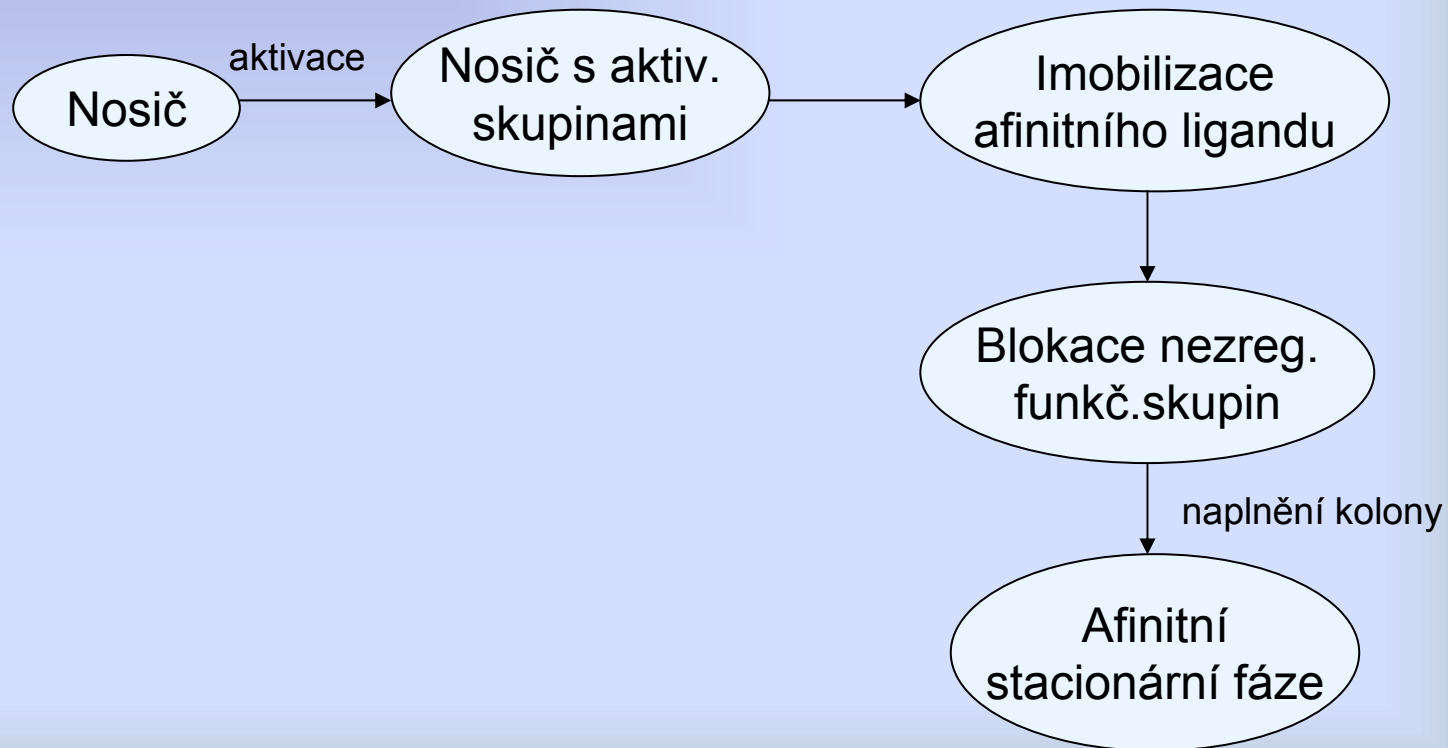 Nosič
aktivace
Nosič s aktiv.
skupinami
Imobilizace
afinitního ligandu
Blokace nezreg.
funkč.skupin
naplnění kolony
Afinitní
stacionární fáze